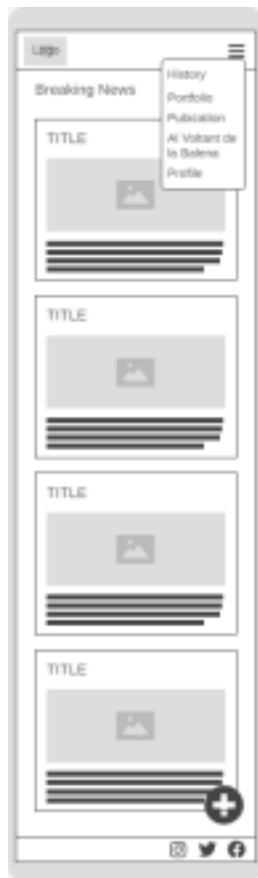 Logo
History
Breaking News
Portfolio
Publication
Al Voltant de
la Balena
Profile
TITLE
TITLE
TITLE
TITLE